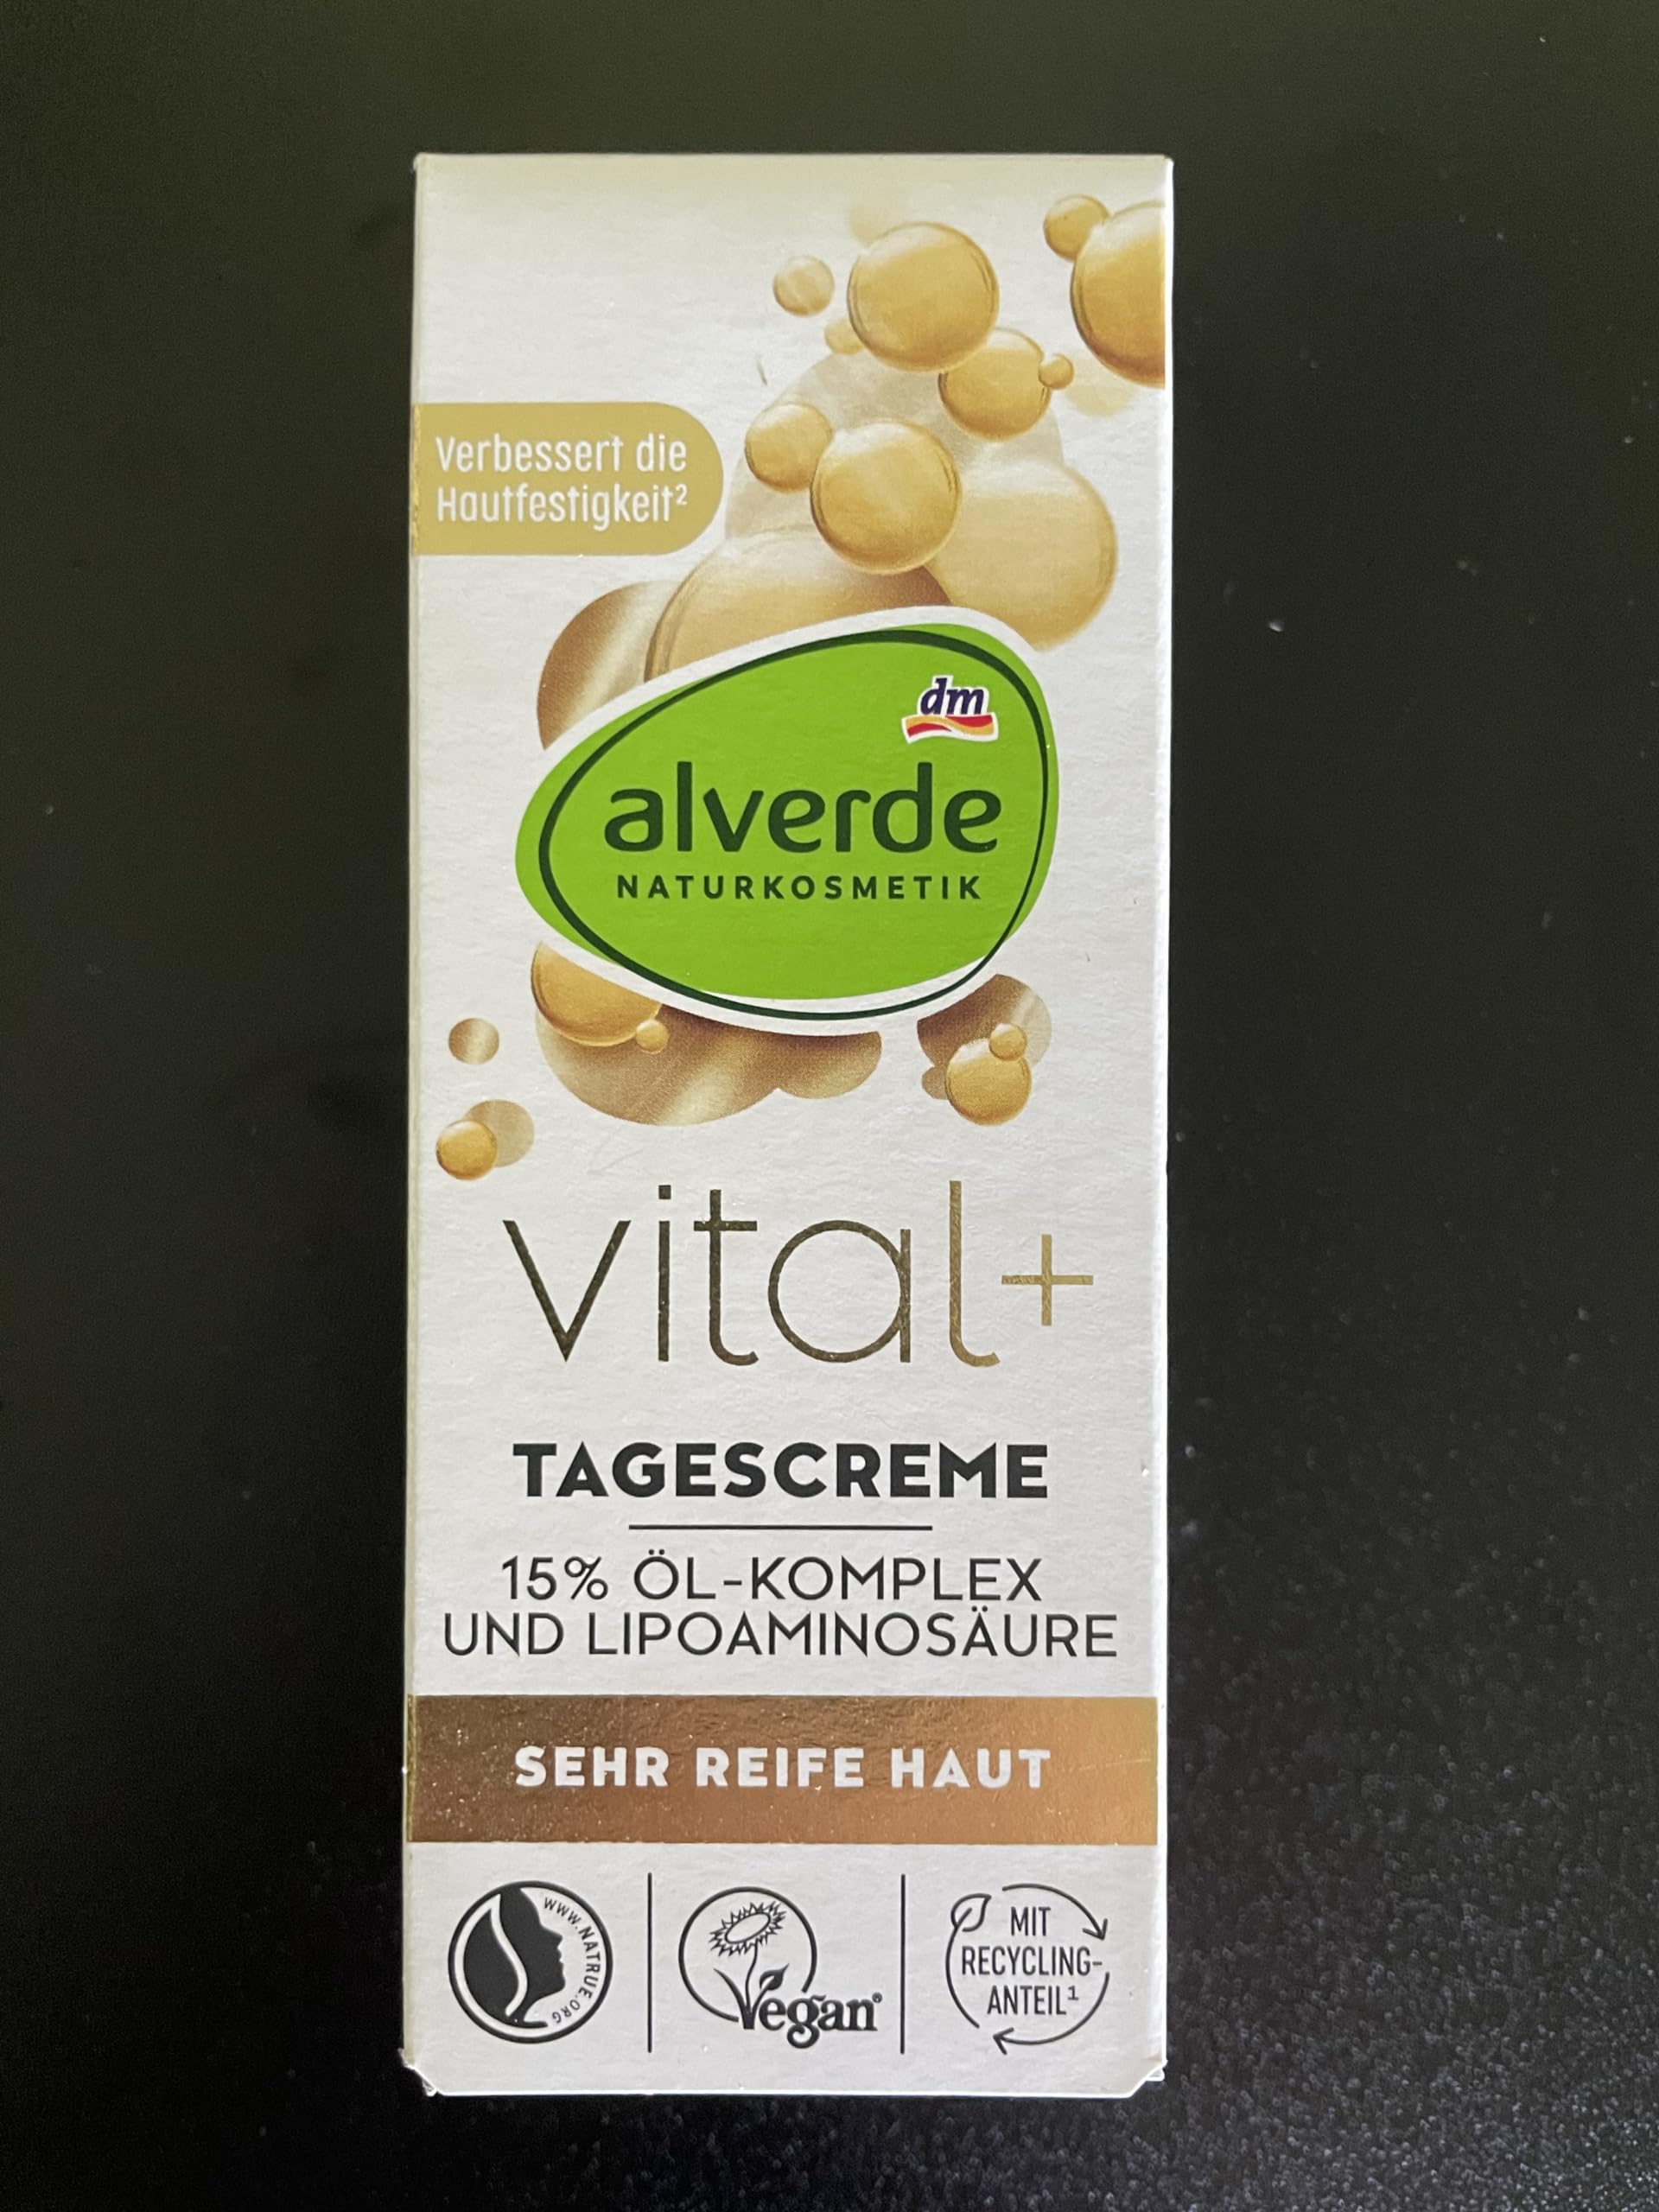 Verbessert die
Hautfestigkeit²
dm
alverde
NATURKOSMETIK
vital+
TAGESCREME
15% ÖL-KOMPLEX
UND LIPOAMINOSÄURE
SEHR REIFE HAUT
WWW.NATRUE.ORG
Vegan®
MIT
RECYCLING-
ANTEIL¹